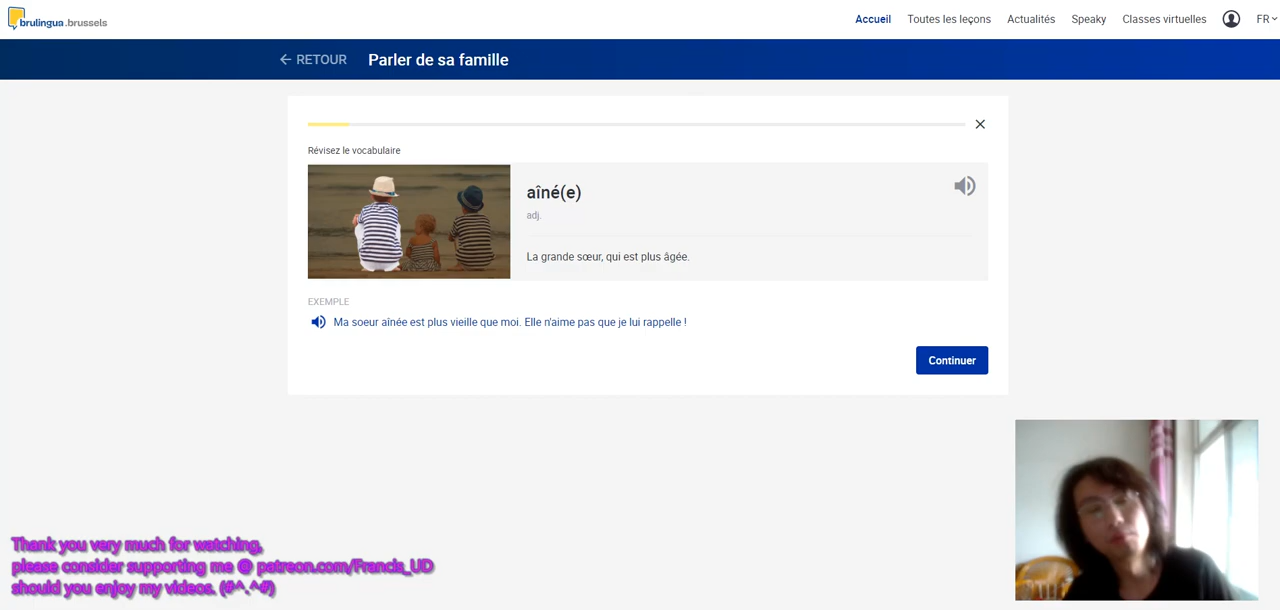 brulingua.brussels
Accueil
Toutes les leçons
Actualités
Speaky
Classes virtuelles
FR
RETOUR
Parler de sa famille
Révisez le vocabulaire
aîné(e)
adj.
La grande sœur, qui est plus âgée.
EXEMPLE
Ma soeur aînée est plus vieille que moi. Elle n'aime pas que je lui rappelle !
Continuer
Thank you very much for watching,
please consider supporting me @ patreon.com/Francis_UD
should you enjoy my videos. (#^.^#)